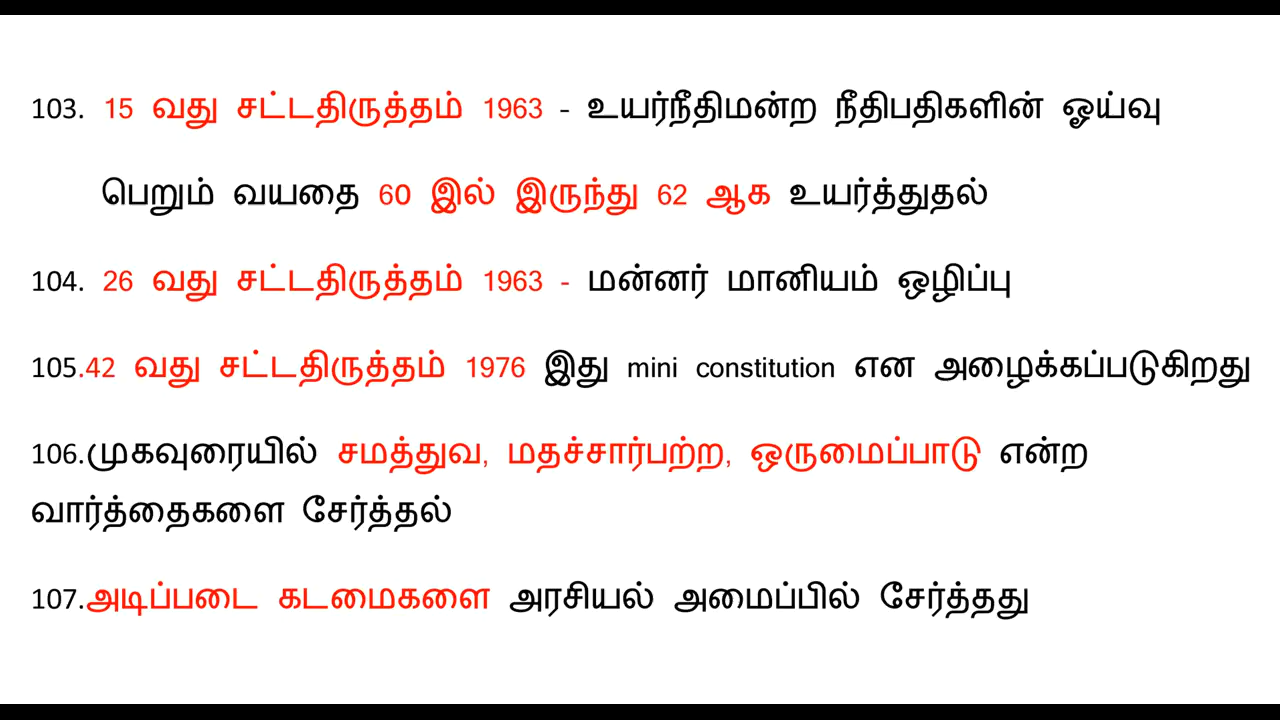 103. 15 வது சட்டதிருத்தம் 1963 - உயர்நீதிமன்ற நீதிபதிகளின் ஓய்வு
பெறும் வயதை 60 இல் இருந்து 62 ஆக உயர்த்துதல்
104. 26 வது சட்டதிருத்தம் 1963 - மன்னர் மானியம் ஒழிப்பு
105.42 வது சட்டதிருத்தம் 1976 இது mini constitution என அழைக்கப்படுகிறது
106.முகவுரையில் சமத்துவ, மதச்சார்பற்ற, ஒருமைப்பாடு என்ற
வார்த்தைகளை சேர்த்தல்
107.அடிப்படை கடமைகளை அரசியல் அமைப்பில் சேர்த்தது